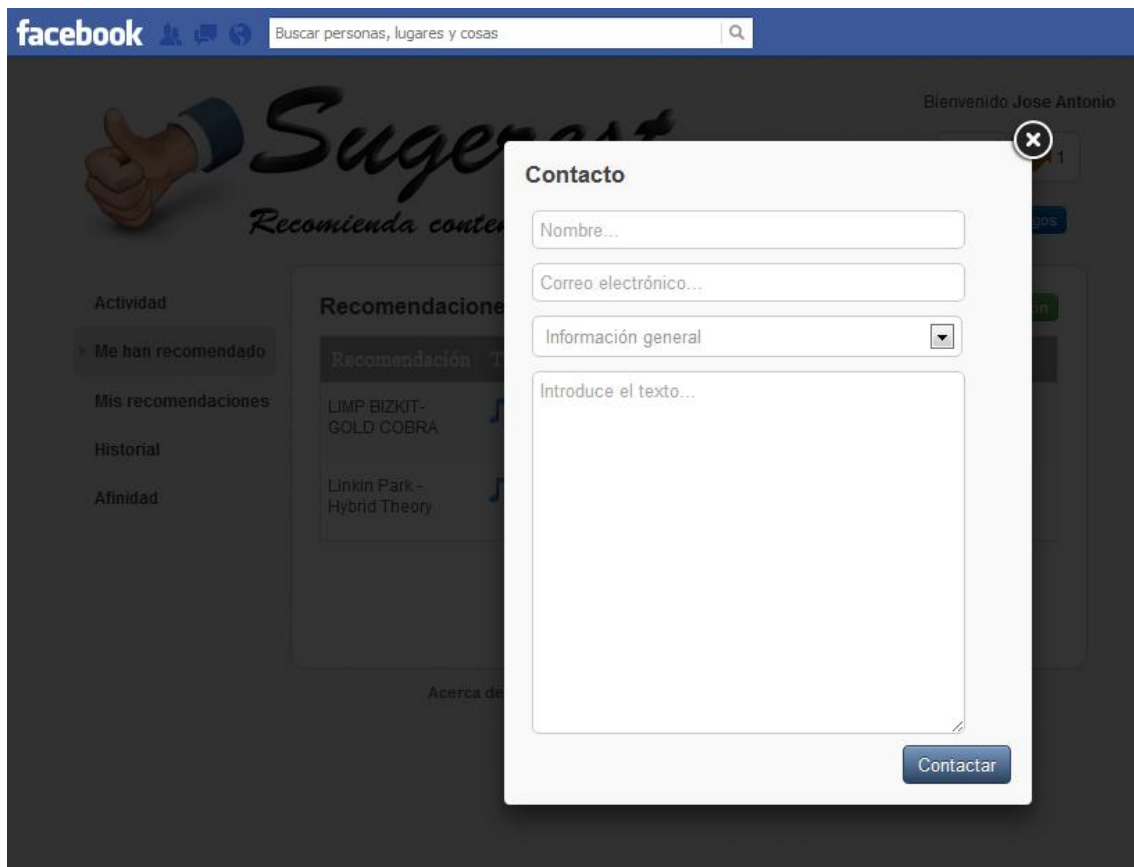 facebook
Buscar personas, lugares y cosas
Bienvenido Jose Antonio
1
Sugerest
Recomienda
Contacto
Nombre...
Correo electrónico...
Información general
Introduce el texto...
Contactar
Actividad
Me han recomendado
Mis recomendaciones
Historial
Afinidad
Recomendación
LIMP BIZKIT-
GOLD COBRA
Linkin Park -
Hybrid Theory
Acerca de